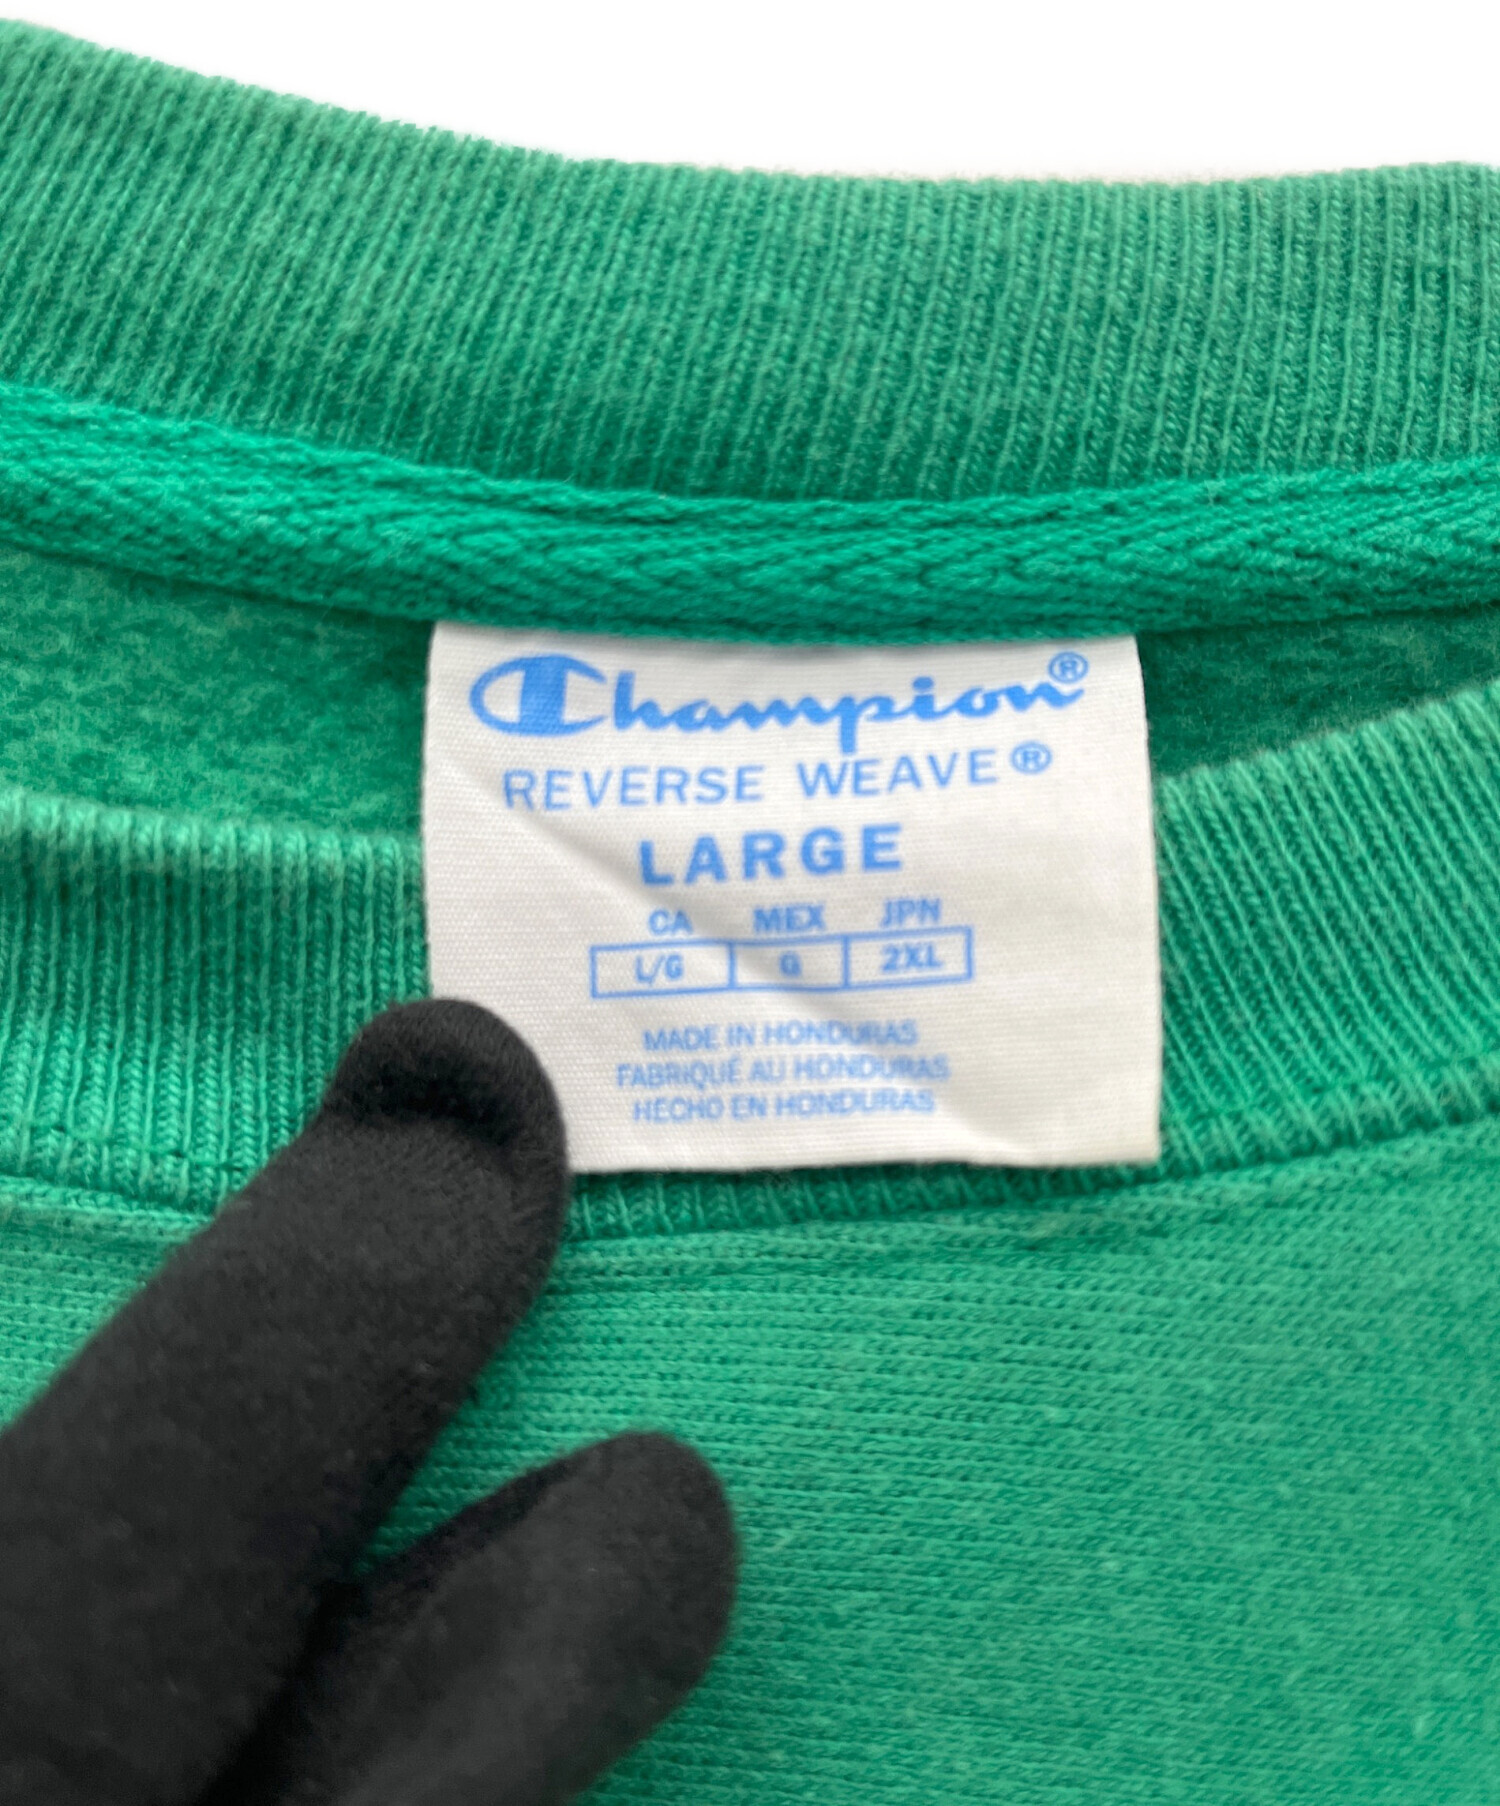 Champion®
REVERSE WEAVE®
LARGE
CA MEX JPN
L/G G 2XL
MADE IN HONDURAS
FABRIQUÉ AU HONDURAS
HECHO EN HONDURAS